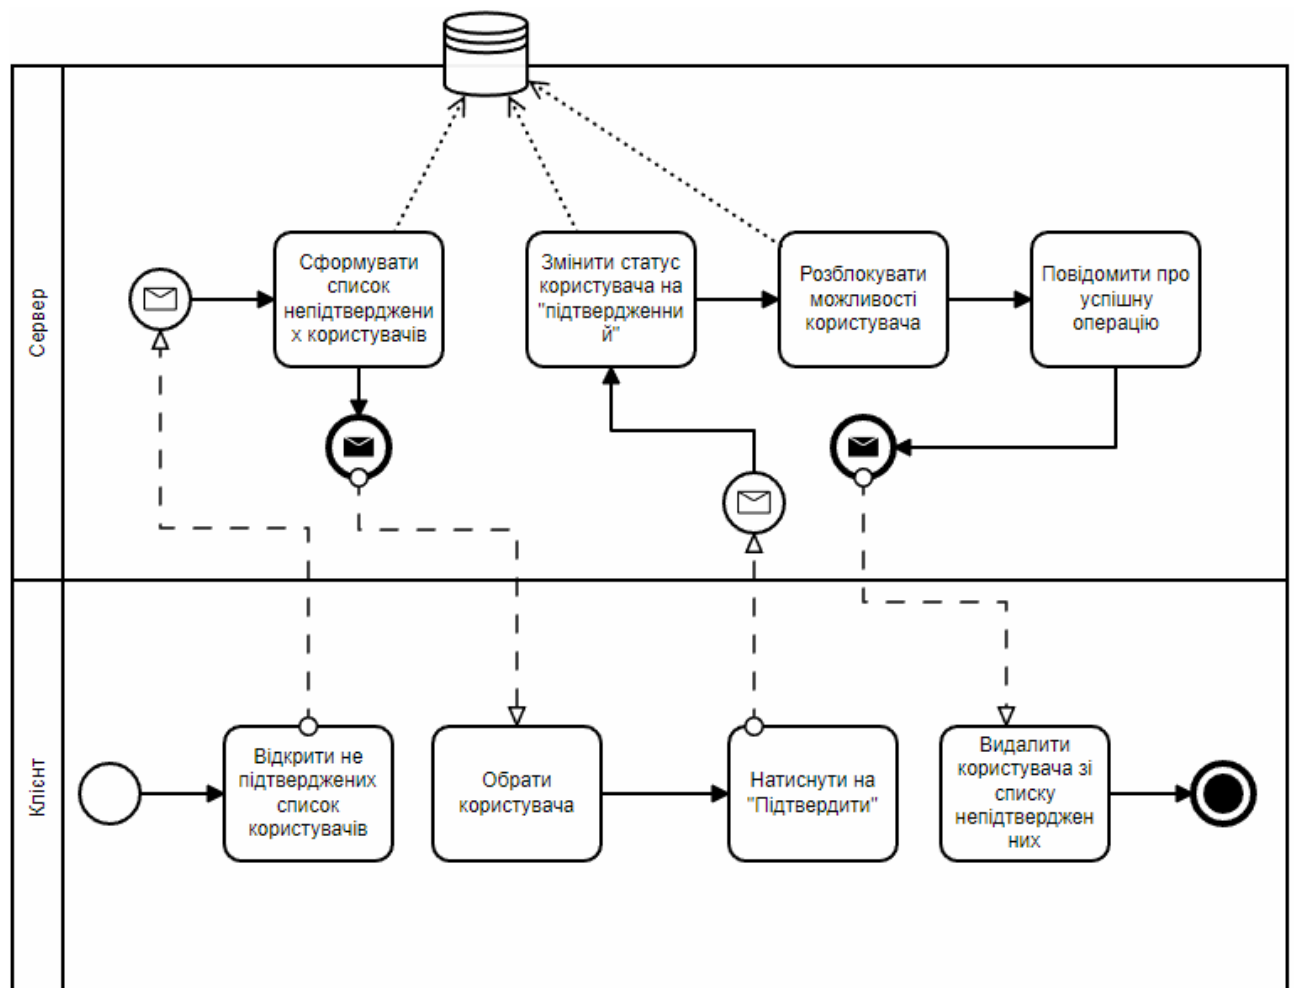 Сервер
Сформувати
список
непідтверджени
х користувачів
Змінити статус
користувача на
"підтвердженни
й"
Розблокувати
можливості
користувача
Повідомити про
успішну
операцію
Клієнт
Відкрити не
підтверджених
список
користувачів
Обрати
користувача
Натиснути на
"Підтвердити"
Видалити
користувача зі
списку
непідтверджен
них